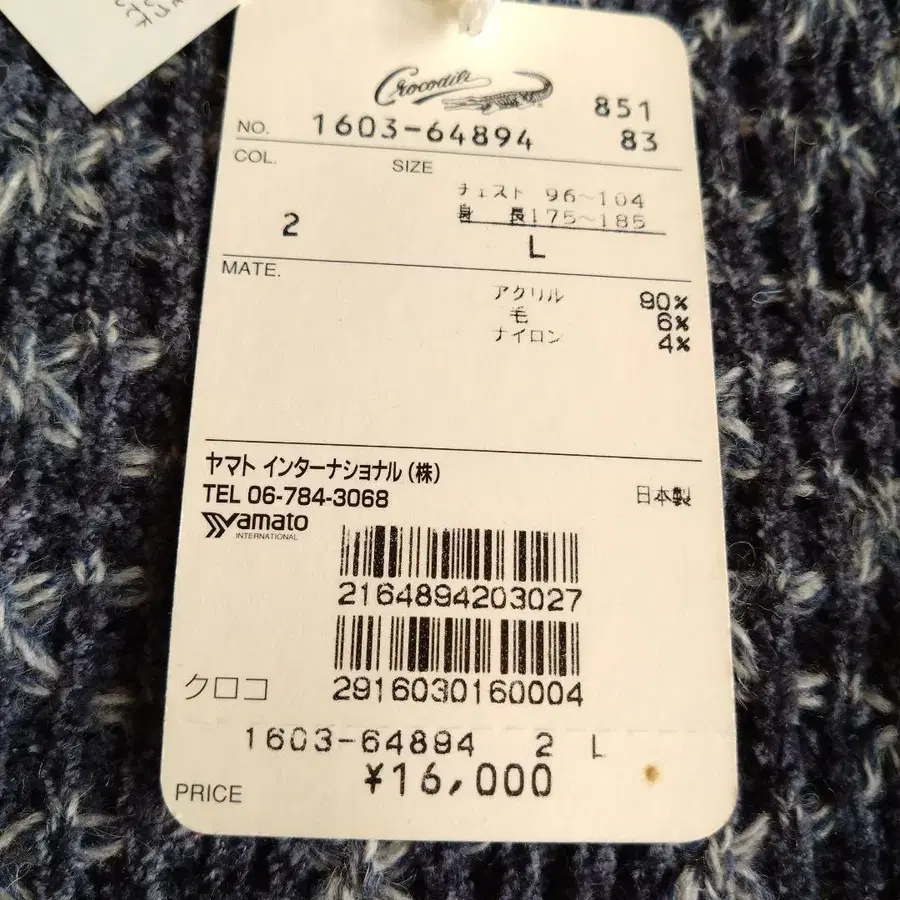 Crocodile
851
NO. 1603-64894 83
COL. SIZE
チェスト 96~104
身 長175~185
2 L
MATE.
アクリル 90%
毛 6%
ナイロン 4%
ヤマト インターナショナル(株)
TEL 06-784-3068 日本製
Yamato
INTERNATIONAL
2164894203027
クロコ 2916030160004
1603-64894 2 L
PRICE ¥16,000